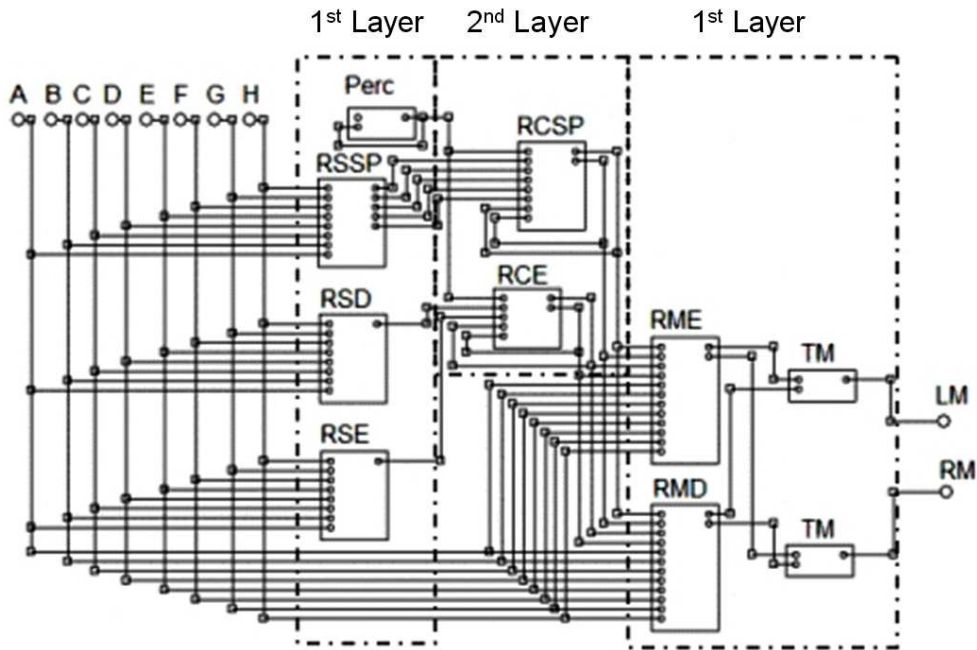 1st Layer 2nd Layer 1st Layer
A B C D E F G H
Perc
RCSP
RSSP
RCE
RSD
RME
TM
LM
RSE
RM
RMD
TM